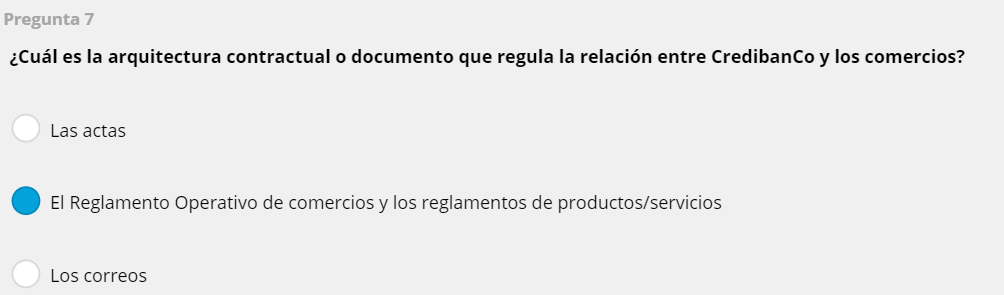 Pregunta 7
¿Cuál es la arquitectura contractual o documento que regula la relación entre CredibanCo y los comercios?
Las actas
El Reglamento Operativo de comercios y los reglamentos de productos/servicios
Los correos